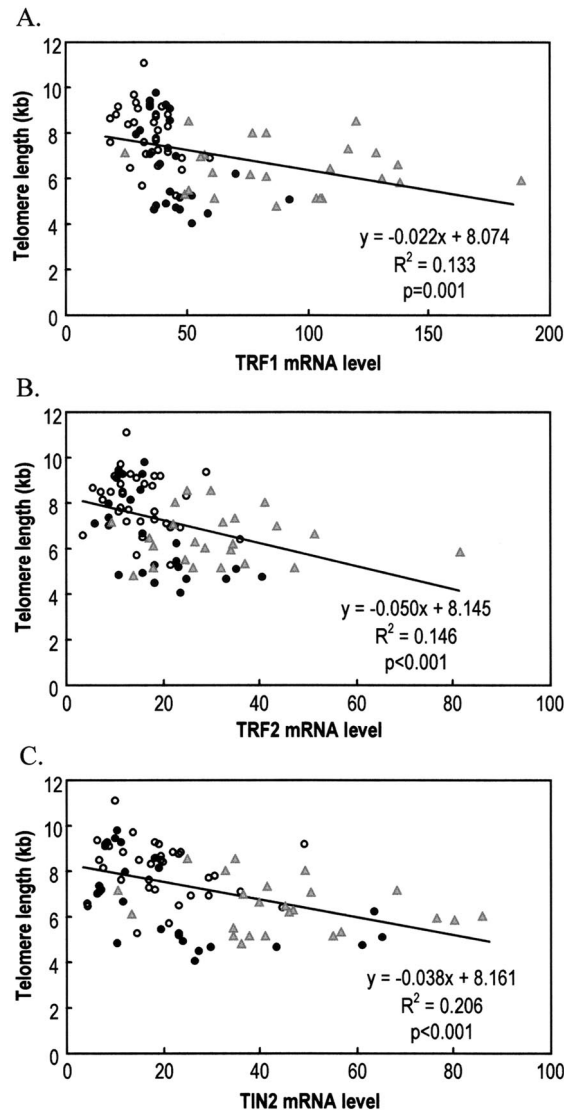 A.
Telomere length (kb)
12
10
8
6
4
2
0
y = -0.022x + 8.074
R² = 0.133
p=0.001
0 50 100 150 200
TRF1 mRNA level
B.
Telomere length (kb)
12
10
8
6
4
2
0
y = -0.050x + 8.145
R² = 0.146
p<0.001
0 20 40 60 80 100
TRF2 mRNA level
C.
Telomere length (kb)
12
10
8
6
4
2
0
y = -0.038x + 8.161
R² = 0.206
p<0.001
0 20 40 60 80 100
TIN2 mRNA level